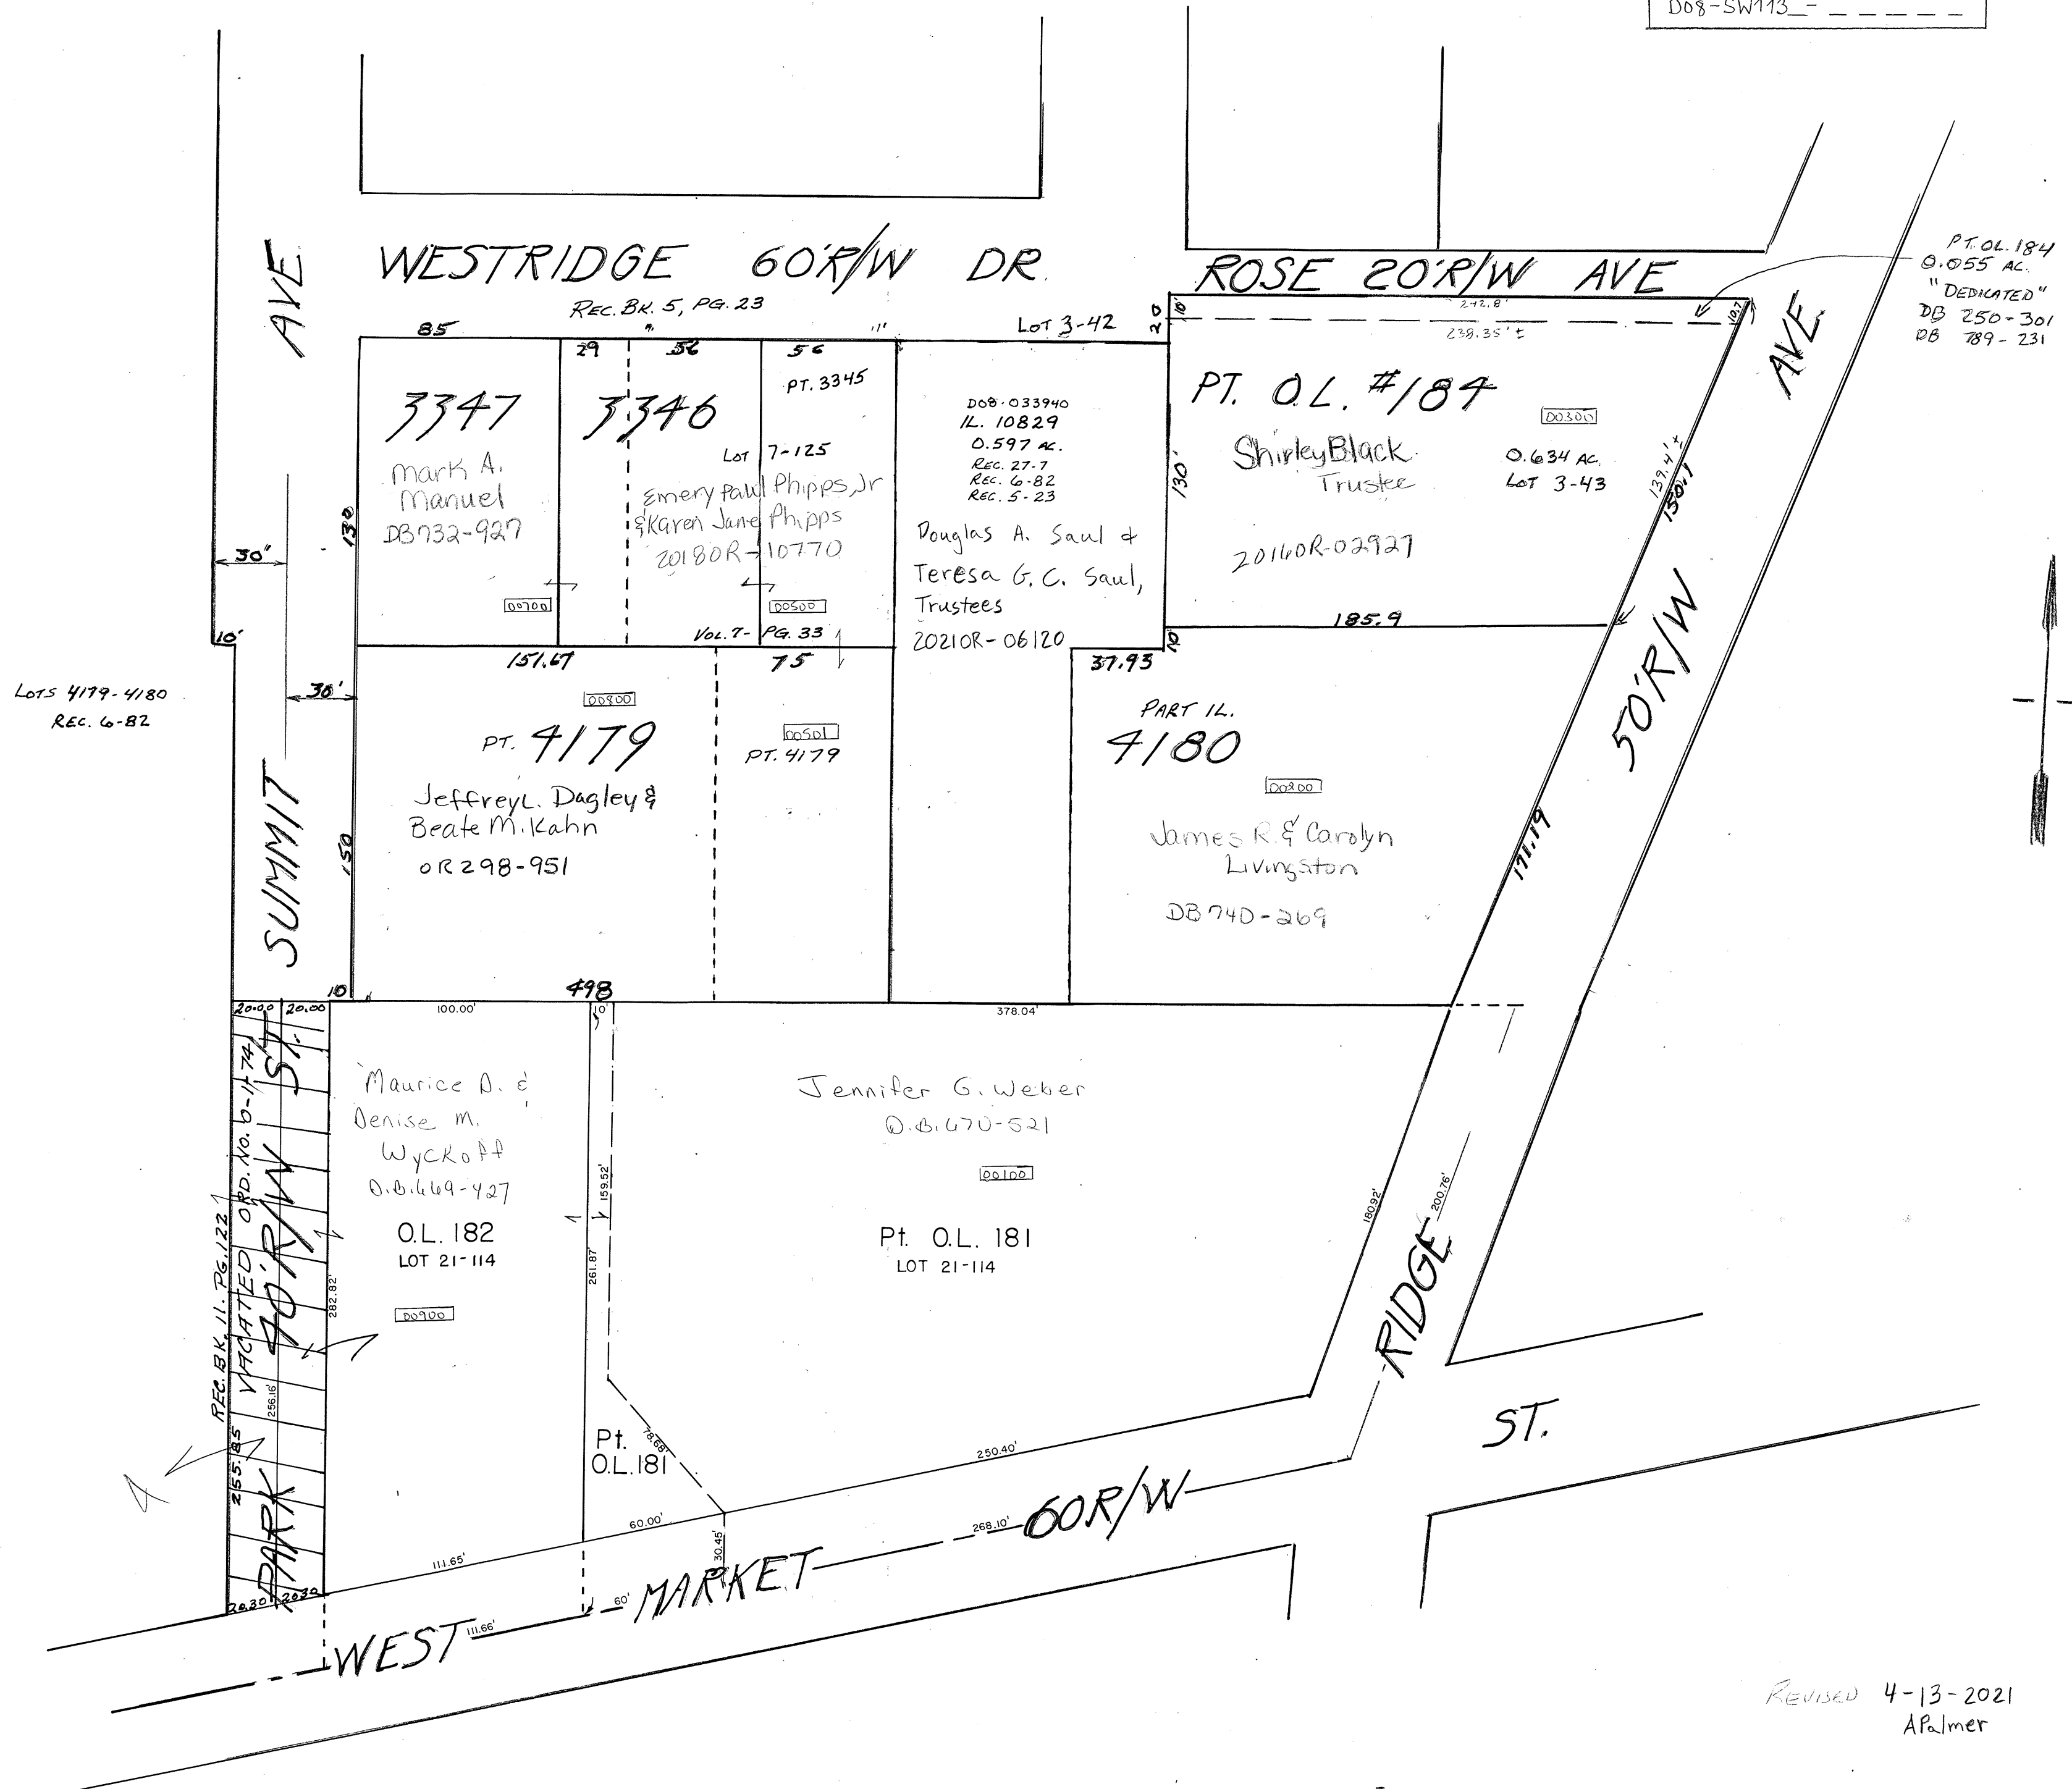 D08-SW113_-_ _ _ _ _ _
WESTRIDGE 60'R/W DR.
REC. BK. 5, PG. 23
ROSE 20'R/W AVE
PT. OL. 184
0.055 AC.
"DEDICATED"
DB 250-301
DB 789-231
AVE
SUMMIT
AVE
50'R/W
RIDGE
85
29
56
56
11'
LOT 3-42
20
10'
242.8'
238.35' ±
10.7
3347
Mark A.
Manuel
DB732-927
00700
130
3346
PT. 3345
LOT 7-125
Emery Paul Phipps, Jr
& Karen Jane Phipps
2018OR-10770
00500
VOL. 7- PG. 33
D08-033940
IL. 10829
0.597 AC.
REC. 27-7
REC. 6-82
REC. 5-23
Douglas A. Saul &
Teresa G. C. Saul,
Trustees
2021OR-06120
PT. O.L. #184
00300
Shirley Black
Trustee
0.634 AC.
LOT 3-43
2016OR-02927
130'
139.4' ±
150.1
185.9
20
30"
10'
30'
LOTS 4179-4180
REC. 6-82
151.67
75
37.93
00800
PT. 4179
Jeffrey L. Dagley &
Beate M. Kahn
OR298-951
150
00501
PT. 4179
PART IL.
4180
00200
James R. & Carolyn
Livingston
DB740-269
171.19
10
498
20.00
20.00
100.00'
10'
378.04'
Maurice D. &
Denise M.
Wyckoff
D.B.669-427
O.L. 182
LOT 21-114
00900
282.82'
261.87'
159.52'
Jennifer G. Weber
D.B.670-521
00100
Pt. O.L. 181
LOT 21-114
180.92'
200.76'
REC. BK. 11. PG. 122
VACATED ORD. No. 6-11-74
PARK 40'R/W ST.
255.85
256.16'
20.30
20.30
Pt.
O.L. 181
78.68'
111.65'
60.00'
250.40'
30.45'
111.66'
60'
268.10'
WEST MARKET 60R/W ST.
REVISED 4-13-2021
APalmer